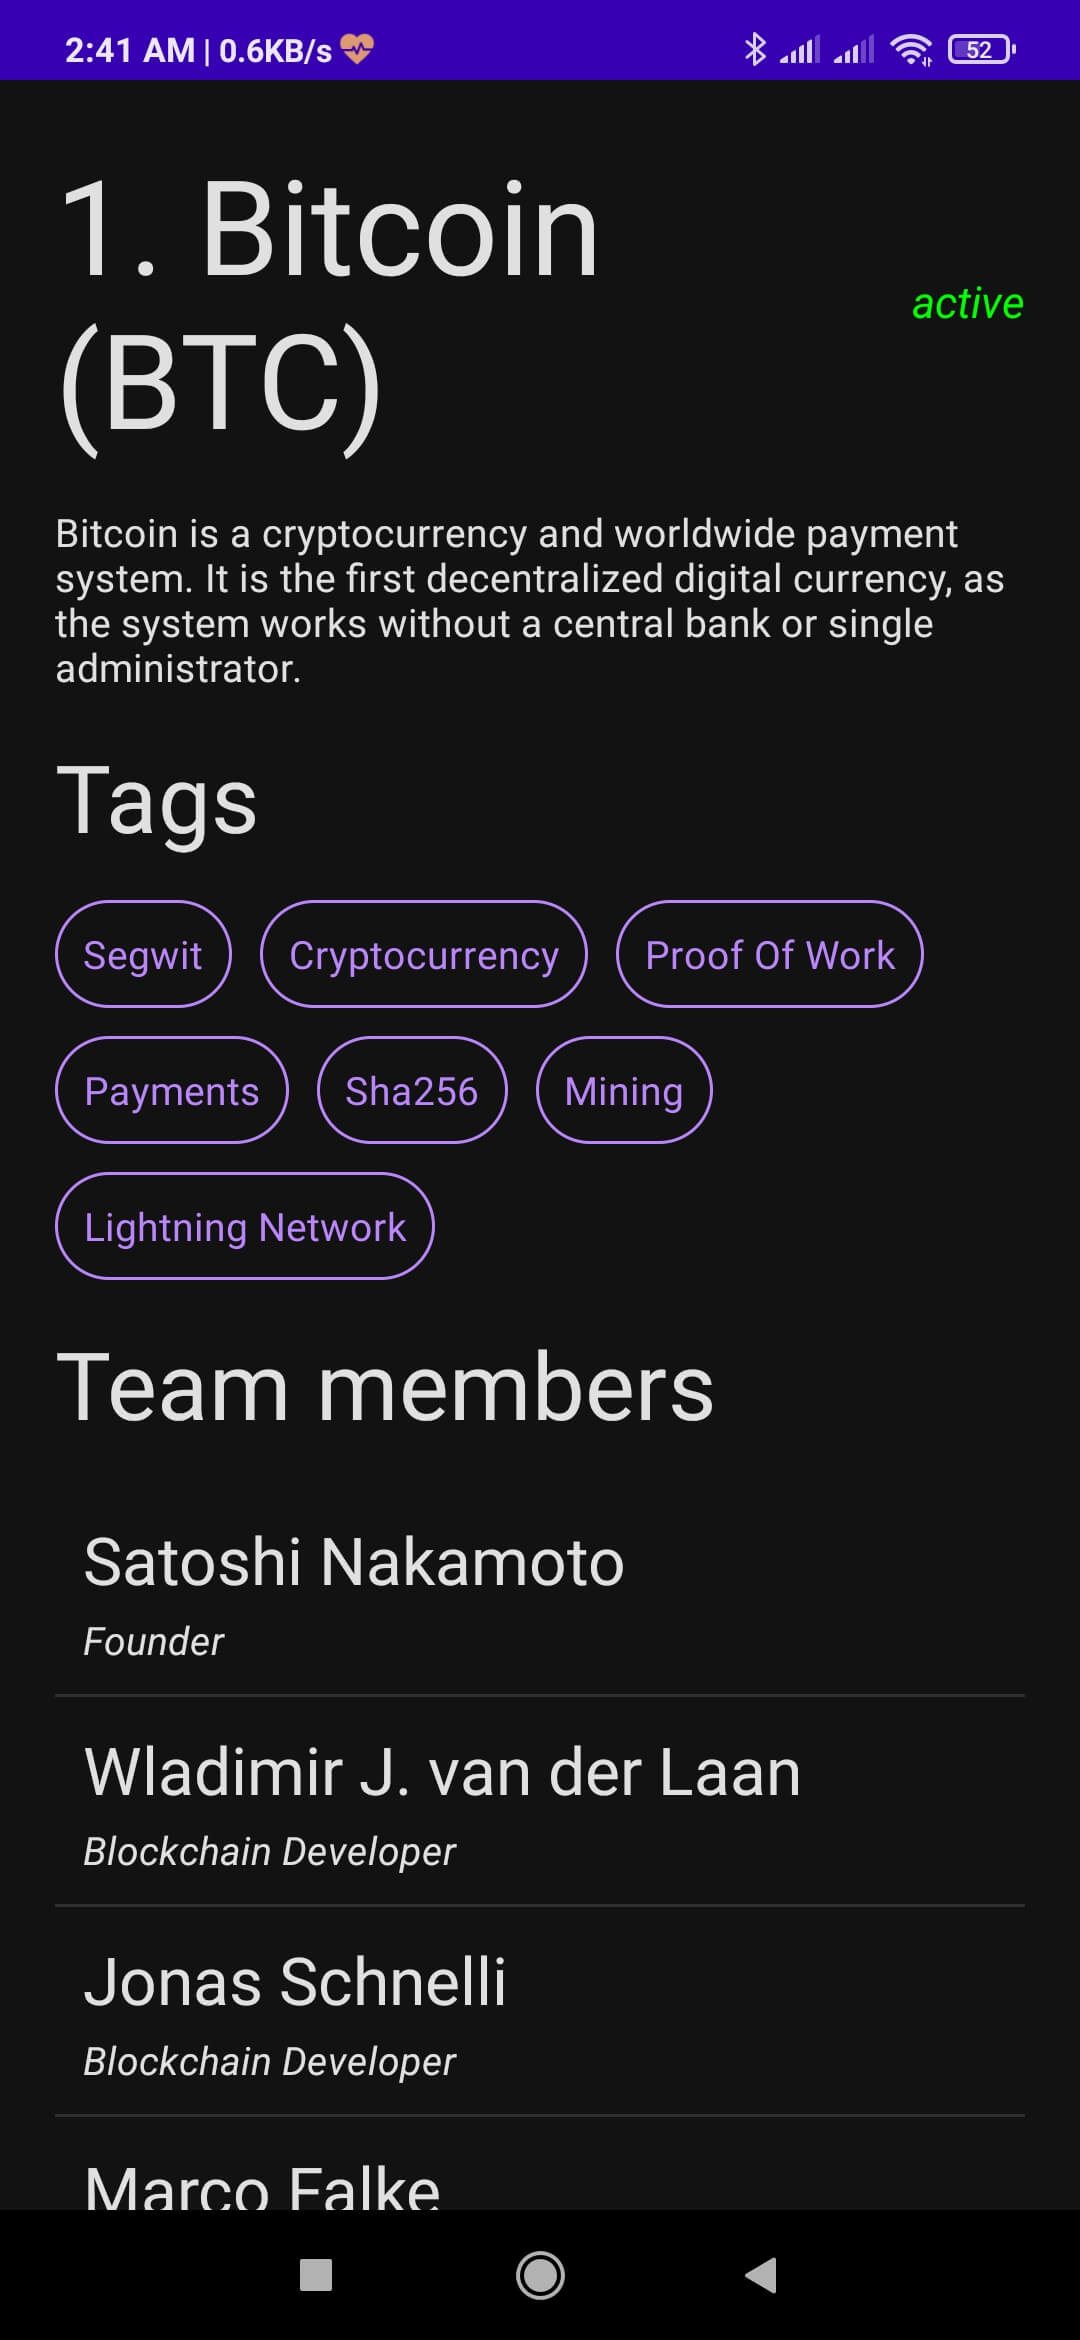 2:41 AM | 0.6KB/s
52
1. Bitcoin
(BTC)
active
Bitcoin is a cryptocurrency and worldwide payment
system. It is the first decentralized digital currency, as
the system works without a central bank or single
administrator.
Tags
Segwit Cryptocurrency Proof Of Work
Payments Sha256 Mining
Lightning Network
Team members
Satoshi Nakamoto
Founder
Wladimir J. van der Laan
Blockchain Developer
Jonas Schnelli
Blockchain Developer
Marco Falke